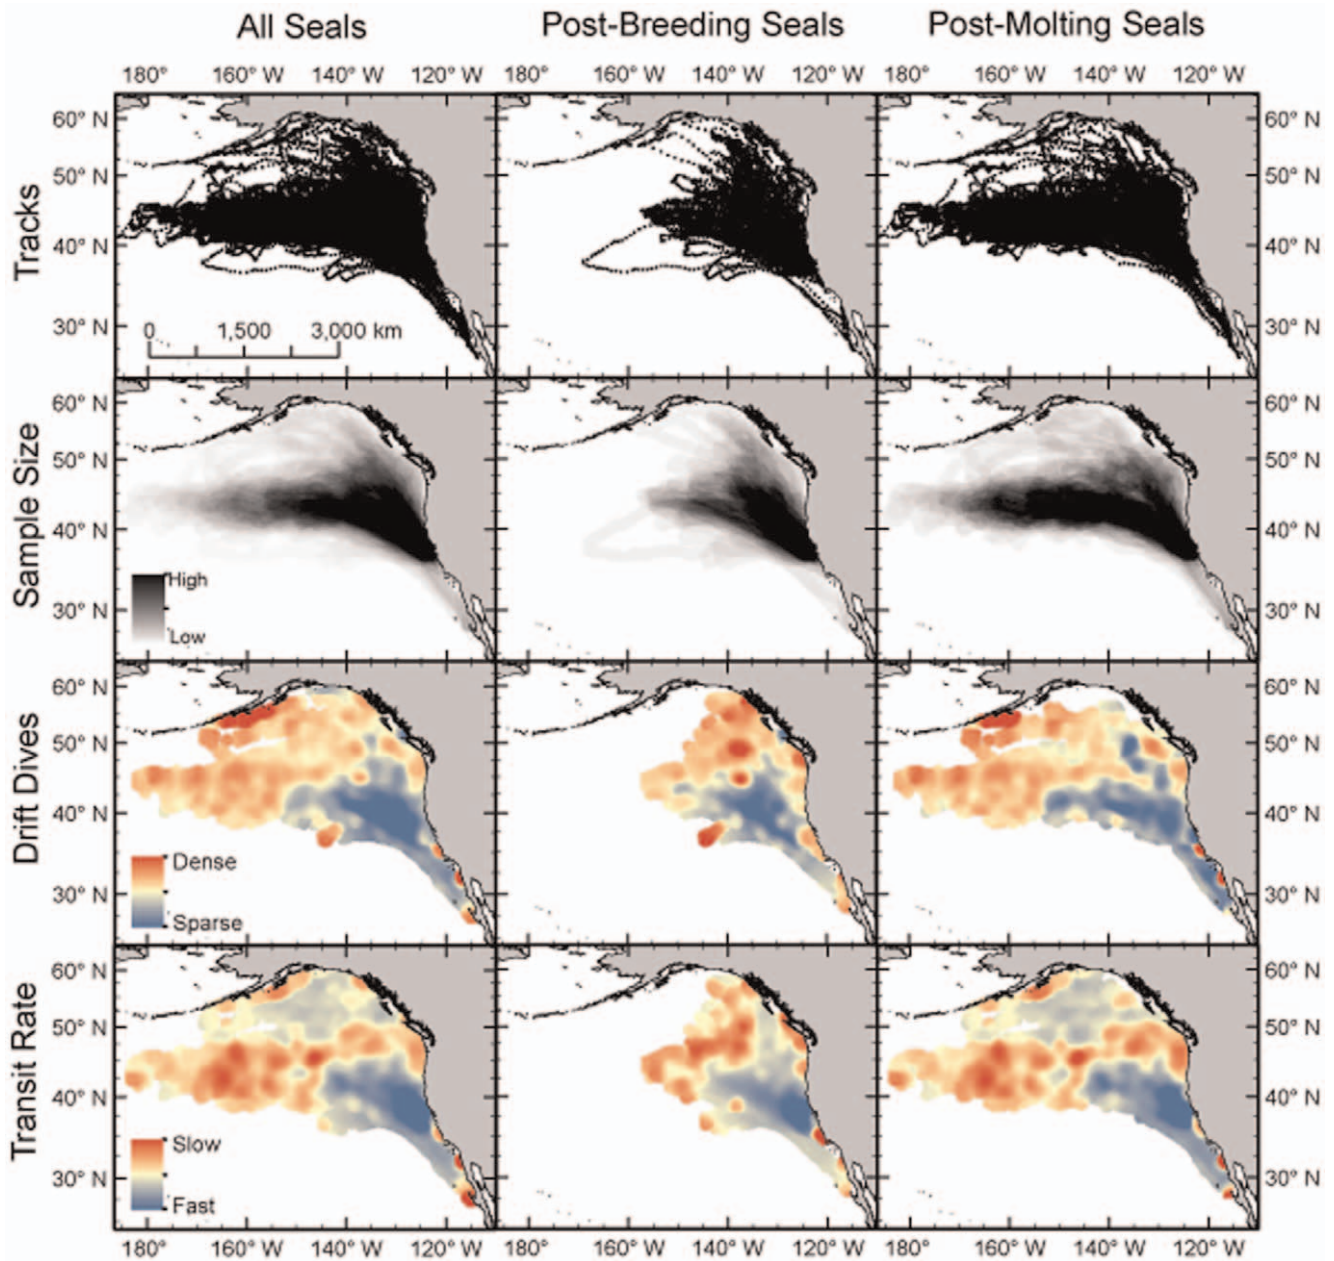 All Seals Post-Breeding Seals Post-Molting Seals
180° 160° W 140° W 120° W 180° 160° W 140° W 120° W 180° 160° W 140° W 120° W
Tracks
60° N 60° N
50° N 50° N
40° N 40° N
30° N 30° N
0 1,500 3,000 km
Sample Size
60° N 60° N
50° N 50° N
40° N 40° N
30° N 30° N
High
Low
Drift Dives
60° N 60° N
50° N 50° N
40° N 40° N
30° N 30° N
Dense
Sparse
Transit Rate
60° N 60° N
50° N 50° N
40° N 40° N
30° N 30° N
Slow
Fast
180° 160° W 140° W 120° W 180° 160° W 140° W 120° W 180° 160° W 140° W 120° W